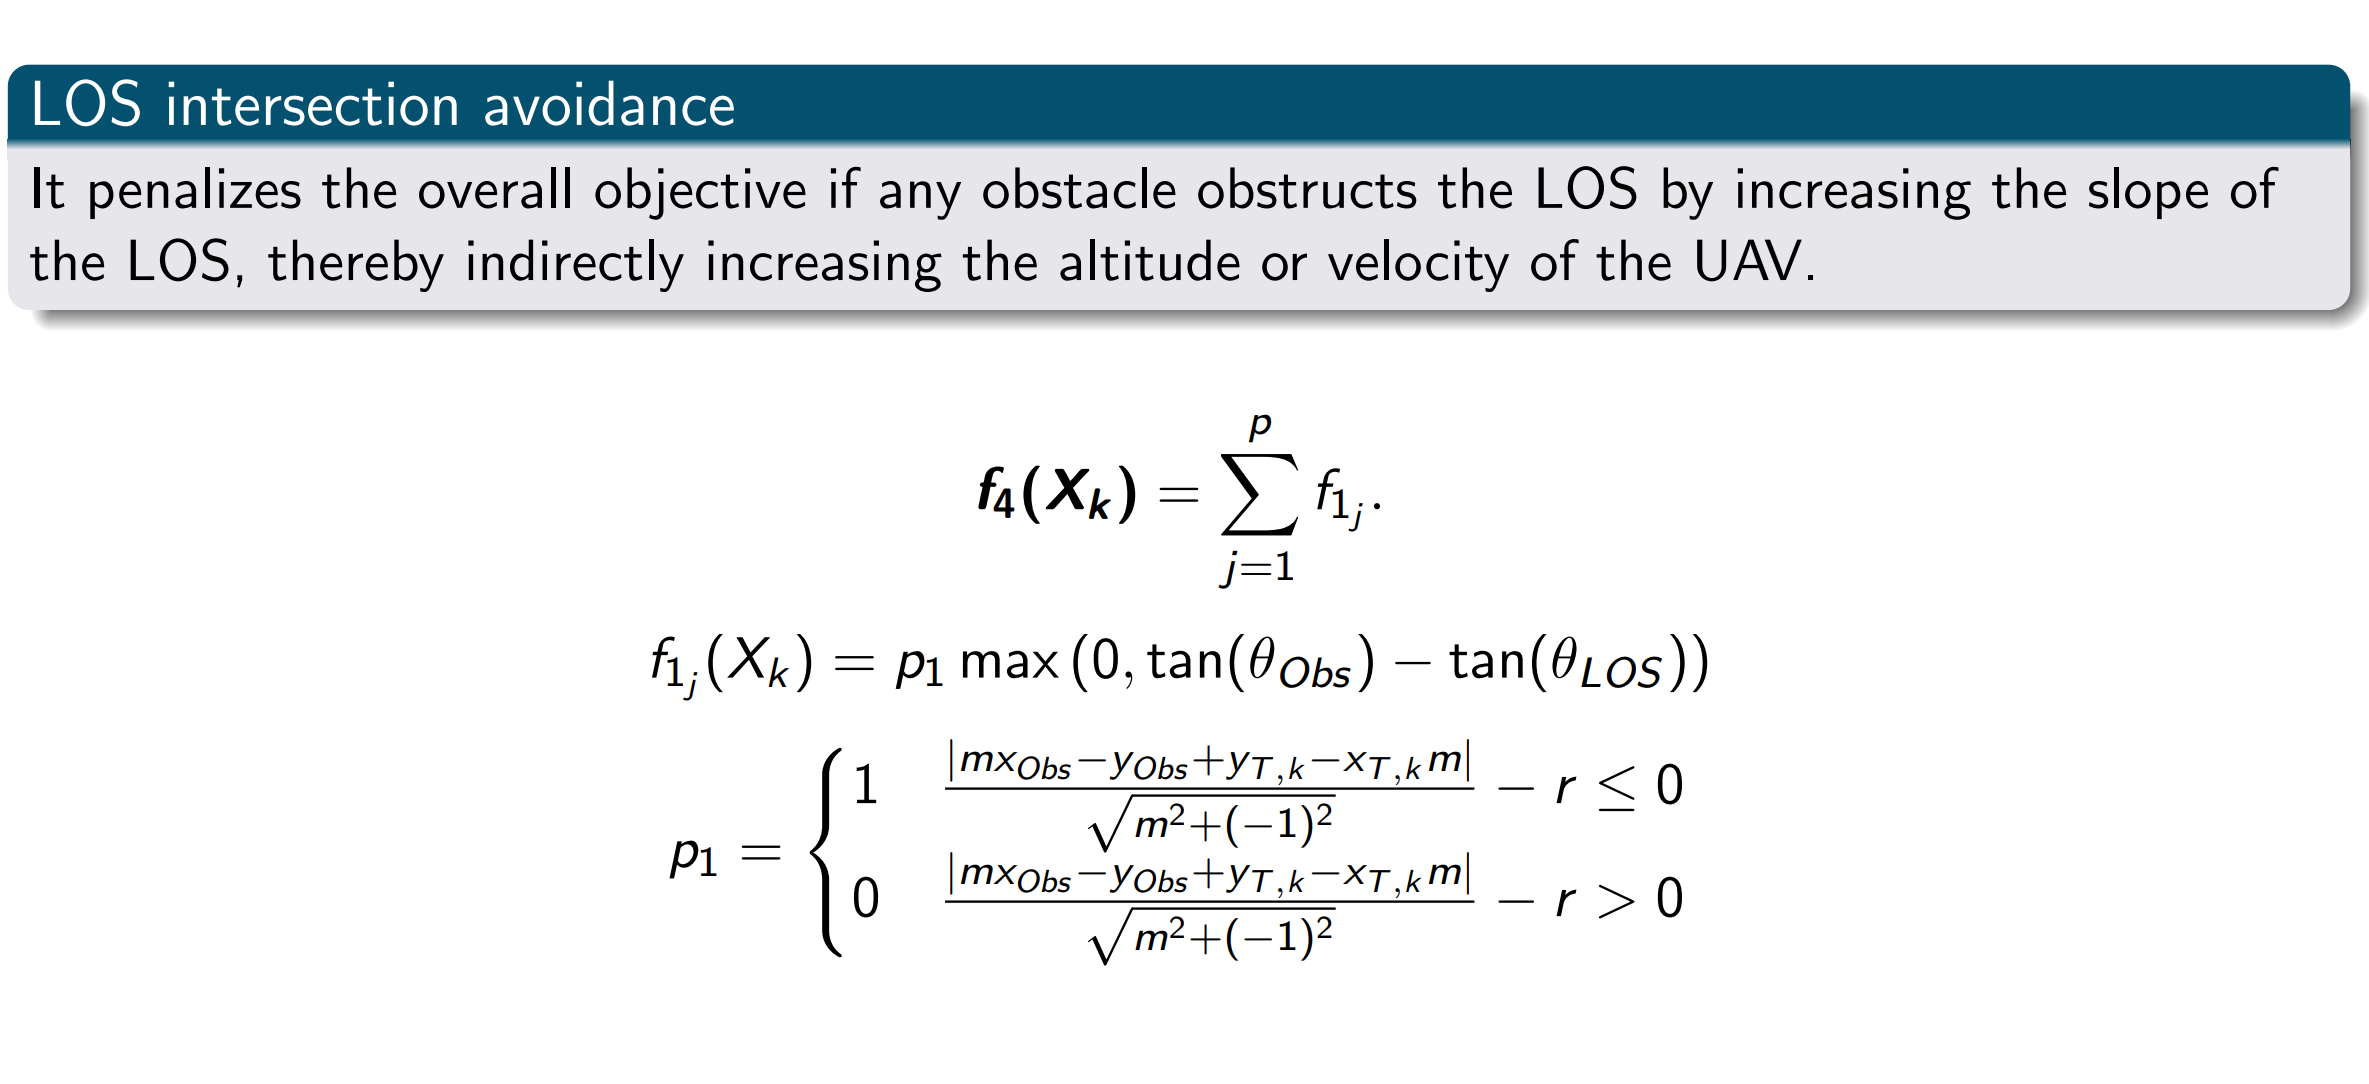 LOS intersection avoidance
It penalizes the overall objective if any obstacle obstructs the LOS by increasing the slope of
the LOS, thereby indirectly increasing the altitude or velocity of the UAV.
$\boldsymbol{f_4(X_k)} = \sum_{j=1}^{p} f_{1_j}.$
$f_{1_j}(X_k) = p_1 \max\left(0, \tan(\theta_{Obs}) - \tan(\theta_{LOS})\right)$
$p_1 = \begin{cases} 1 & \frac{|mx_{Obs} - y_{Obs} + y_{T,k} - x_{T,k}m|}{\sqrt{m^2 + (-1)^2}} - r \leq 0 \\ 0 & \frac{|mx_{Obs} - y_{Obs} + y_{T,k} - x_{T,k}m|}{\sqrt{m^2 + (-1)^2}} - r > 0 \end{cases}$